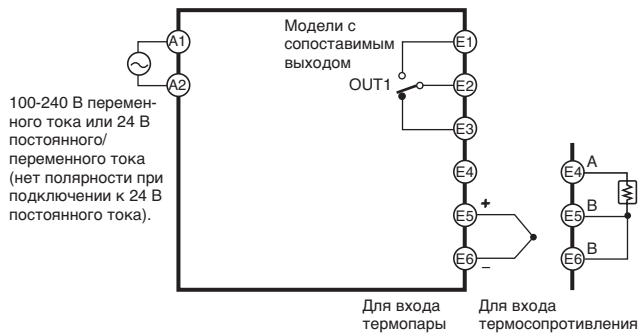 Модели с
сопоставимым
выходом
A1
E1
A2
OUT1
E2
100-240 В перемен-
ного тока или 24 В
постоянного/
переменного тока
(нет полярности при
подключении к 24 В
постоянного тока).
E3
E4
+
E5
E6
–
E4
A
E5
B
E6
B
Для входа
термопары
Для входа
термосопротивления